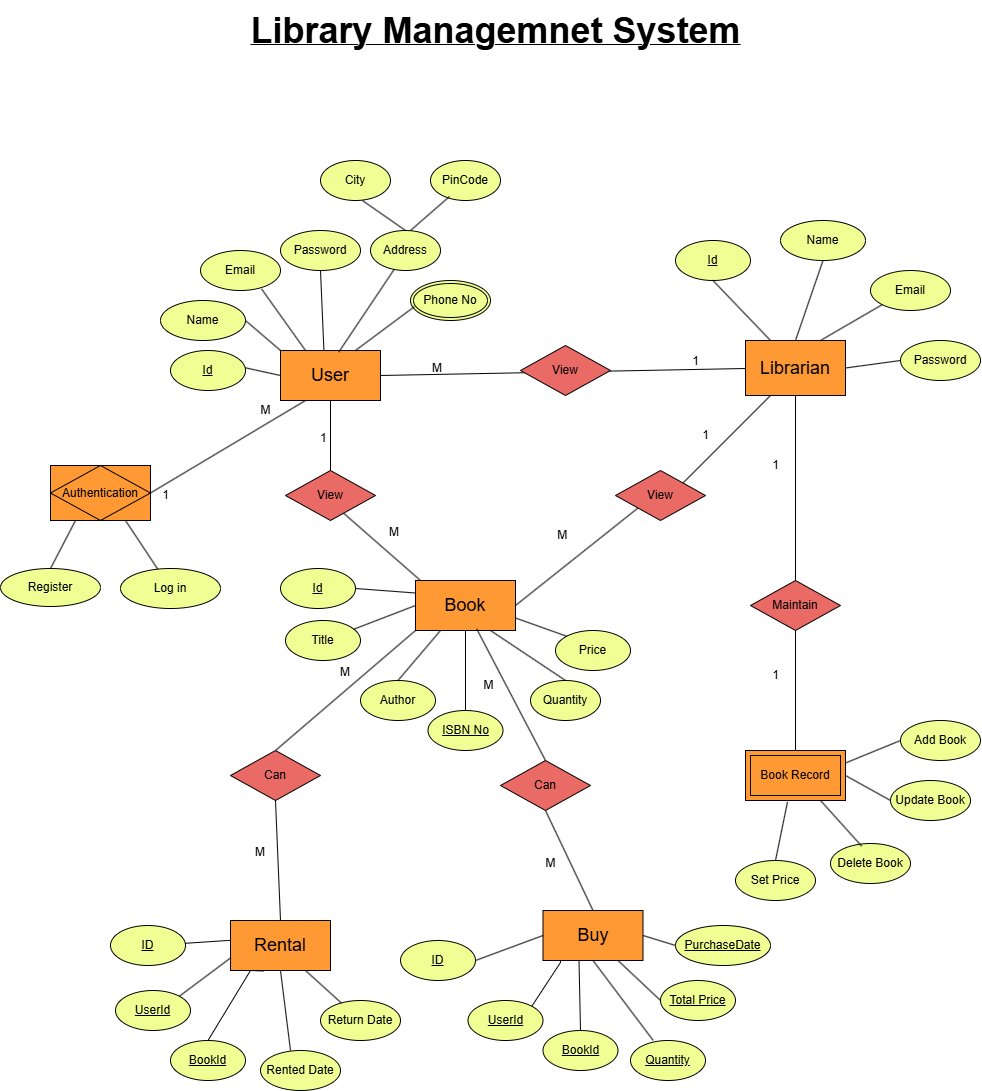 Library Managemnet System
City
PinCode
Password
Address
Email
Phone No
Name
Id
User
M
View
1
Id
Name
Email
Password
Librarian
M
1
1
1
Authentication
1
View
View
Register
Log in
M
M
Book
Id
Title
Author
ISBN No
Quantity
Price
Maintain
M
M
1
Can
Can
Book Record
Add Book
Update Book
Delete Book
Set Price
M
M
Rental
ID
UserId
BookId
Rented Date
Return Date
Buy
ID
UserId
BookId
Quantity
Total Price
PurchaseDate